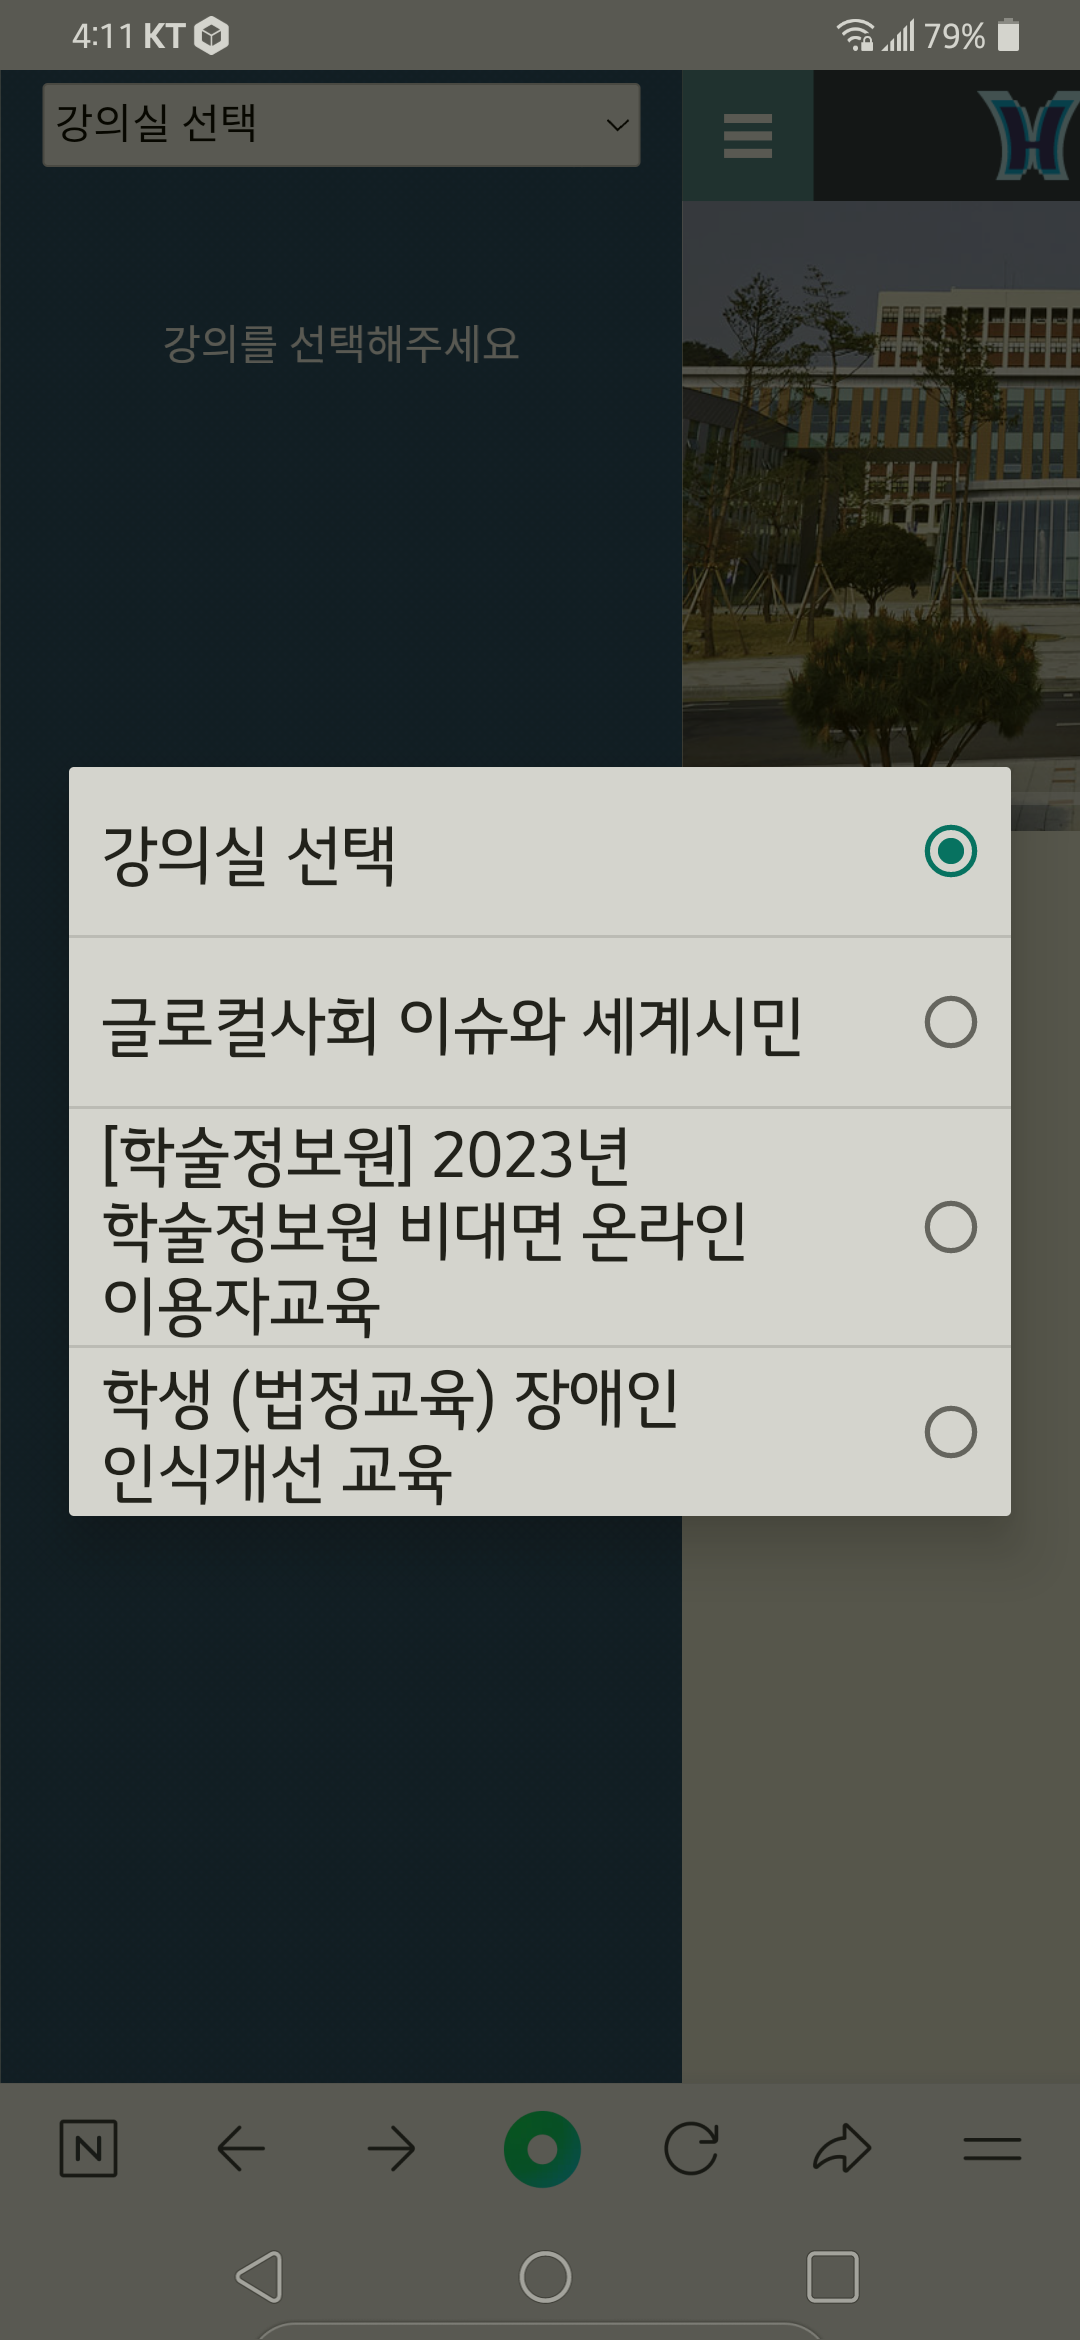 4:11 KT
79%
강의실 선택
강의를 선택해주세요
강의실 선택
글로컬사회 이슈와 세계시민
[학술정보원] 2023년
학술정보원 비대면 온라인
이용자교육
학생 (법정교육) 장애인
인식개선 교육
N